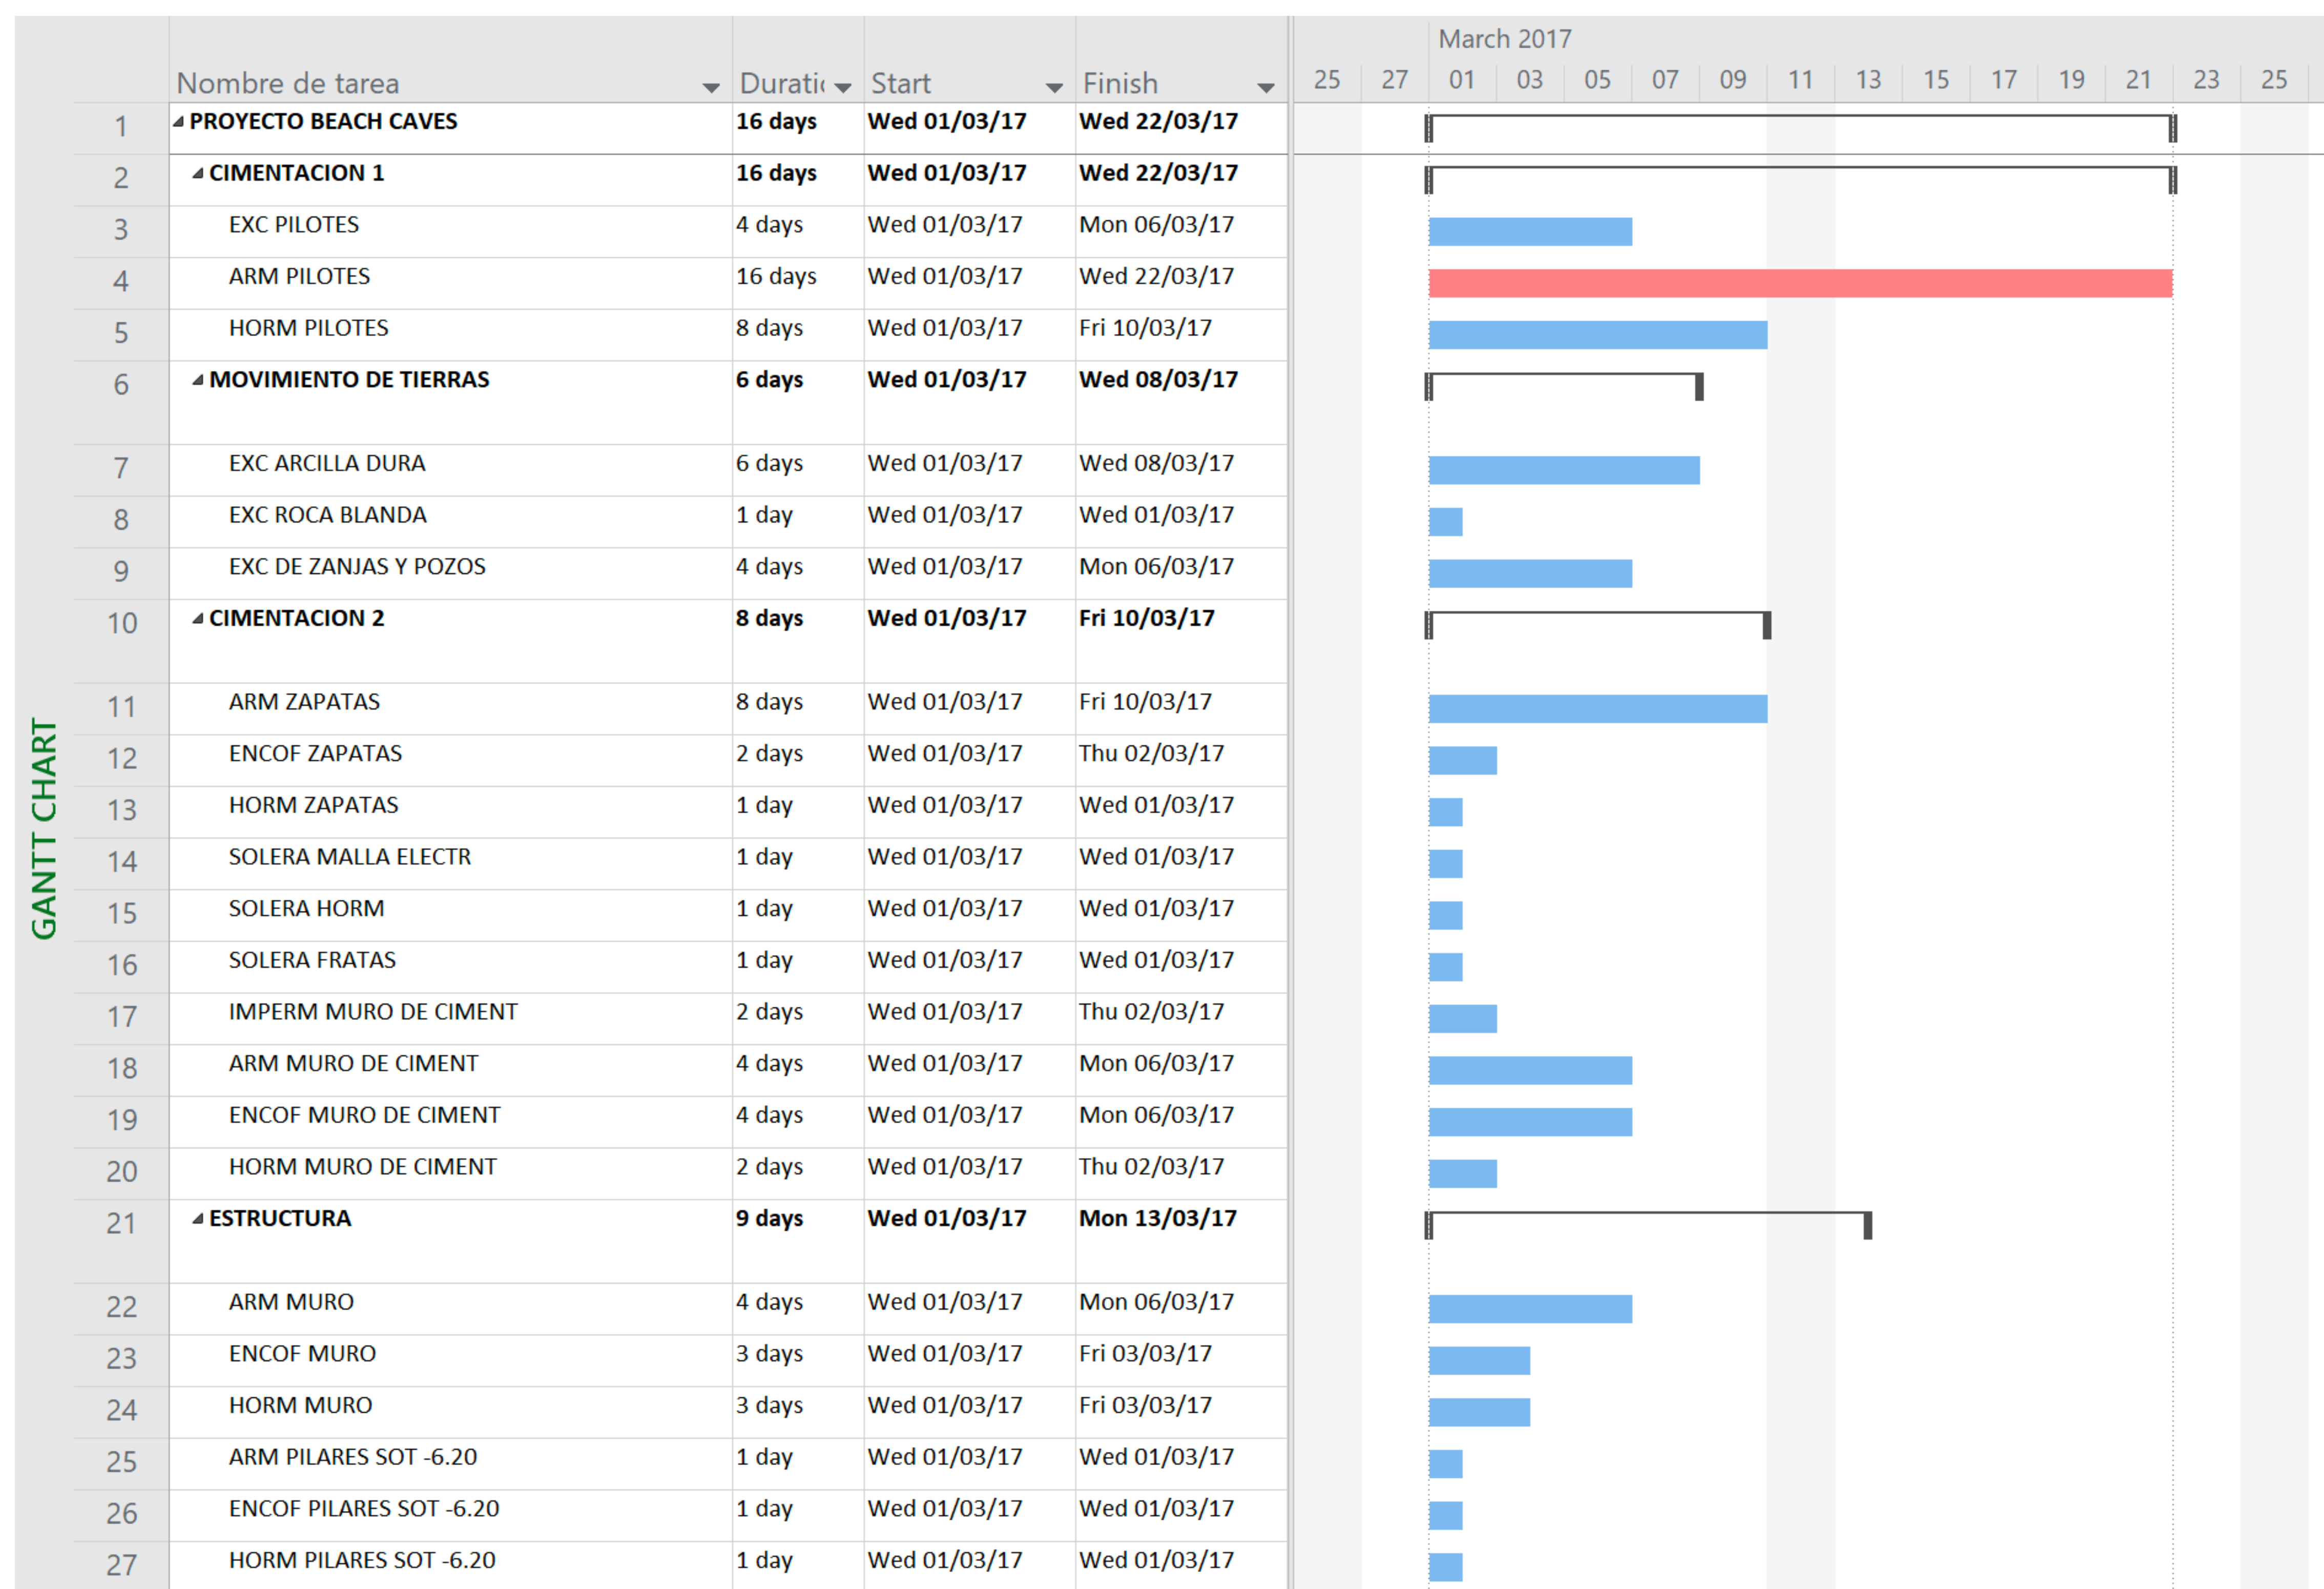 March 2017
Nombre de tarea Duratic Start Finish 25 27 01 03 05 07 09 11 13 15 17 19 21 23 25
1 PROYECTO BEACH CAVES 16 days Wed 01/03/17 Wed 22/03/17
2 CIMENTACION 1 16 days Wed 01/03/17 Wed 22/03/17
3 EXC PILOTES 4 days Wed 01/03/17 Mon 06/03/17
4 ARM PILOTES 16 days Wed 01/03/17 Wed 22/03/17
5 HORM PILOTES 8 days Wed 01/03/17 Fri 10/03/17
6 MOVIMIENTO DE TIERRAS 6 days Wed 01/03/17 Wed 08/03/17
7 EXC ARCILLA DURA 6 days Wed 01/03/17 Wed 08/03/17
8 EXC ROCA BLANDA 1 day Wed 01/03/17 Wed 01/03/17
9 EXC DE ZANJAS Y POZOS 4 days Wed 01/03/17 Mon 06/03/17
10 CIMENTACION 2 8 days Wed 01/03/17 Fri 10/03/17
11 ARM ZAPATAS 8 days Wed 01/03/17 Fri 10/03/17
12 ENCOF ZAPATAS 2 days Wed 01/03/17 Thu 02/03/17
13 HORM ZAPATAS 1 day Wed 01/03/17 Wed 01/03/17
14 SOLERA MALLA ELECTR 1 day Wed 01/03/17 Wed 01/03/17
15 SOLERA HORM 1 day Wed 01/03/17 Wed 01/03/17
16 SOLERA FRATAS 1 day Wed 01/03/17 Wed 01/03/17
17 IMPERM MURO DE CIMENT 2 days Wed 01/03/17 Thu 02/03/17
18 ARM MURO DE CIMENT 4 days Wed 01/03/17 Mon 06/03/17
19 ENCOF MURO DE CIMENT 4 days Wed 01/03/17 Mon 06/03/17
20 HORM MURO DE CIMENT 2 days Wed 01/03/17 Thu 02/03/17
21 ESTRUCTURA 9 days Wed 01/03/17 Mon 13/03/17
22 ARM MURO 4 days Wed 01/03/17 Mon 06/03/17
23 ENCOF MURO 3 days Wed 01/03/17 Fri 03/03/17
24 HORM MURO 3 days Wed 01/03/17 Fri 03/03/17
25 ARM PILARES SOT -6.20 1 day Wed 01/03/17 Wed 01/03/17
26 ENCOF PILARES SOT -6.20 1 day Wed 01/03/17 Wed 01/03/17
27 HORM PILARES SOT -6.20 1 day Wed 01/03/17 Wed 01/03/17
GANTT CHART